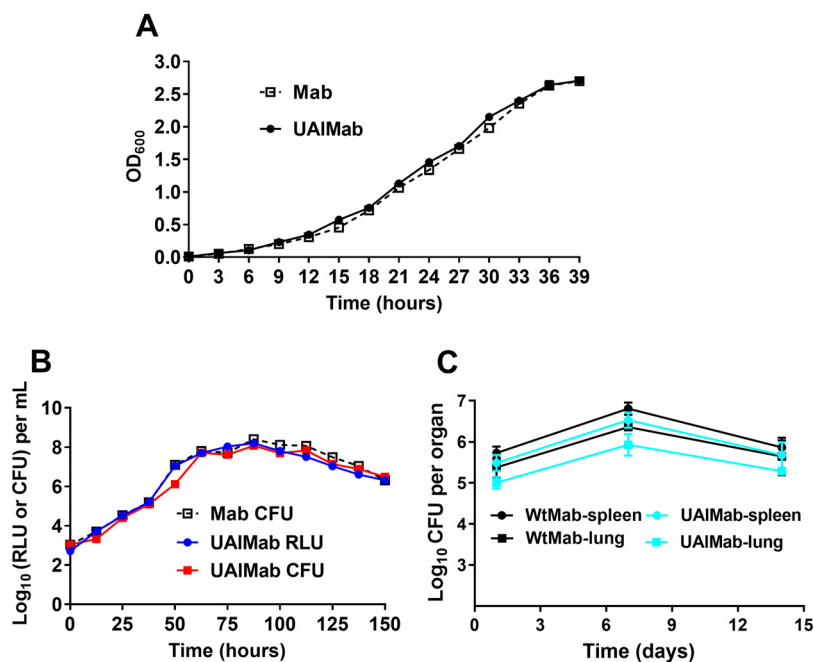 A
3.0
2.5
2.0
1.5
1.0
0.5
0.0
OD600
Mab
UAlMab
0 3 6 9 12 15 18 21 24 27 30 33 36 39
Time (hours)
B
10
8
6
4
2
0
Log10 (RLU or CFU) per mL
Mab CFU
UAlMab RLU
UAlMab CFU
0 25 50 75 100 125 150
Time (hours)
C
7
6
5
4
3
Log10 CFU per organ
WtMab-spleen UAlMab-spleen
WtMab-lung UAlMab-lung
0 3 6 9 12 15
Time (days)